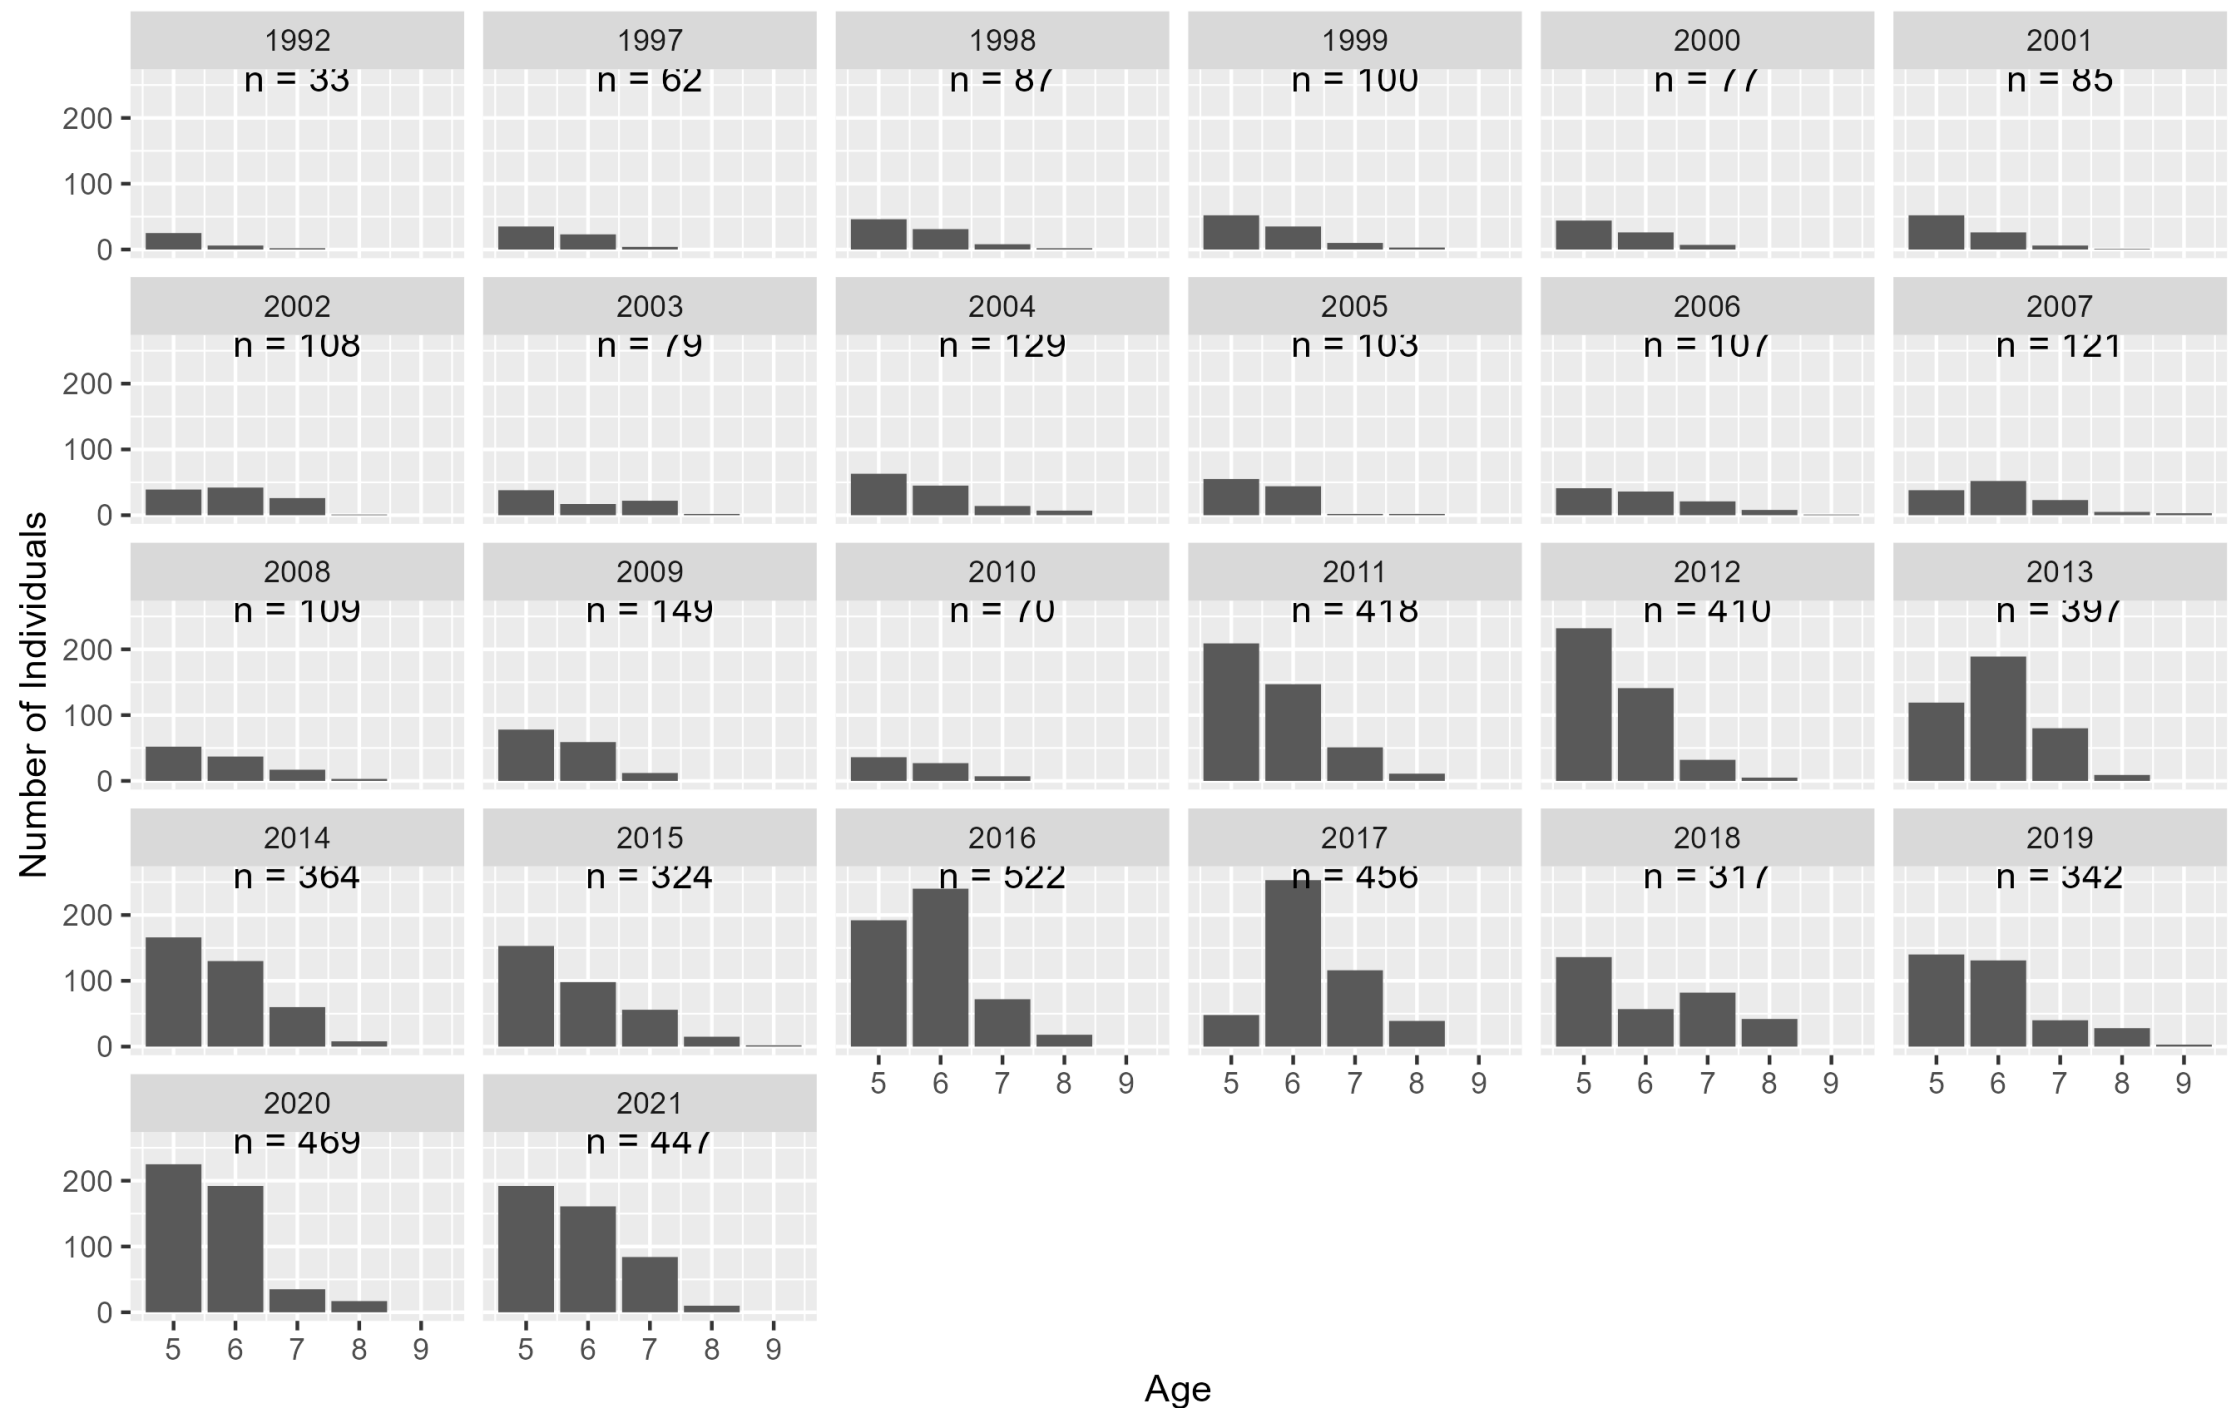 1992 1997 1998 1999 2000 2001
n = 33 n = 62 n = 87 n = 100 n = 77 n = 85
200
100
0
2002 2003 2004 2005 2006 2007
n = 108 n = 79 n = 129 n = 103 n = 107 n = 121
200
100
0
2008 2009 2010 2011 2012 2013
n = 109 n = 149 n = 70 n = 418 n = 410 n = 397
200
100
0
Number of Individuals
2014 2015 2016 2017 2018 2019
n = 364 n = 324 n = 522 n = 456 n = 317 n = 342
200
100
0
5 6 7 8 9 5 6 7 8 9 5 6 7 8 9 5 6 7 8 9
2020 2021
n = 469 n = 447
200
100
0
5 6 7 8 9 5 6 7 8 9
Age